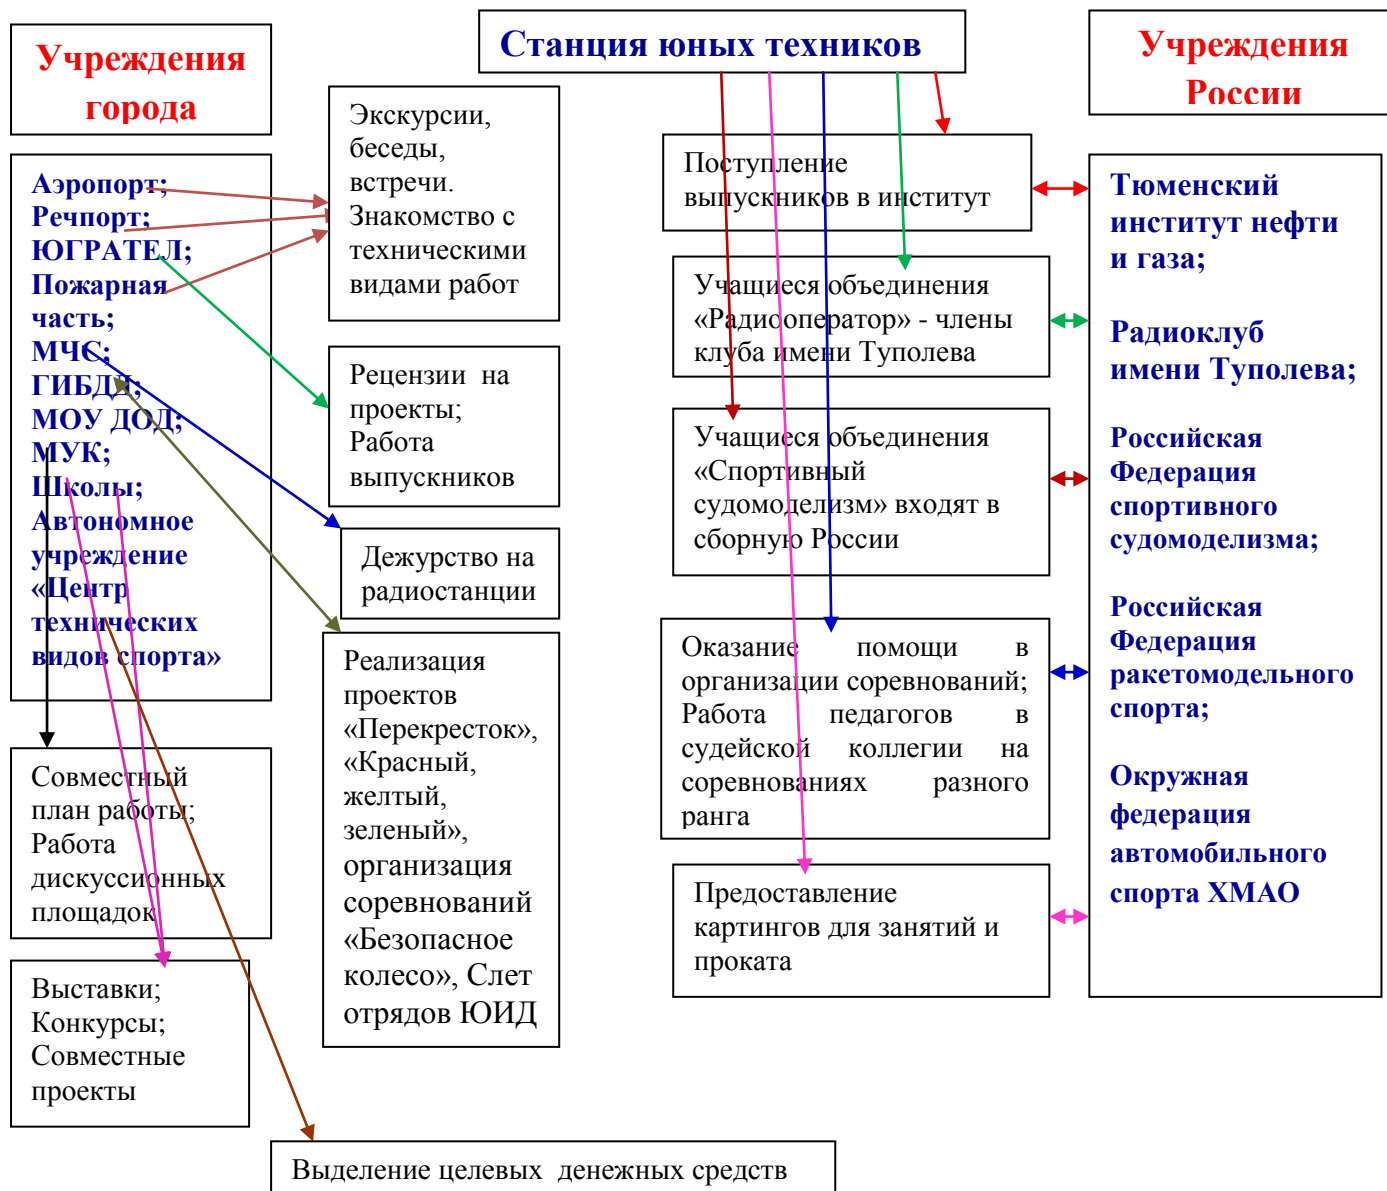 Учреждения
города
Станция юных техников
Учреждения
России
Аэропорт;
Речпорт;
ЮГРАТЕЛ;
Пожарная
часть;
МЧС;
ГИБДД;
МОУ ДОД;
МУК;
Школы;
Автономное
учреждение
«Центр
технических
видов спорта»
Экскурсии,
беседы,
встречи.
Знакомство с
техническими
видами работ
Рецензии на
проекты;
Работа
выпускников
Дежурство на
радиостанции
Реализация
проектов
«Перекресток»,
«Красный,
желтый,
зеленый»,
организация
соревнований
«Безопасное
колесо», Слет
отрядов ЮИД
Совместный
план работы;
Работа
дискуссионных
площадок
Выставки;
Конкурсы;
Совместные
проекты
Выделение целевых денежных средств
Поступление
выпускников в институт
Учащиеся объединения
«Радиооператор» - члены
клуба имени Туполева
Учащиеся объединения
«Спортивный
судомоделизм» входят в
сборную России
Оказание помощи в
организации соревнований;
Работа педагогов в
судейской коллегии на
соревнованиях разного
ранга
Предоставление
картингов для занятий и
проката
Тюменский
институт нефти
и газа;
Радиоклуб
имени Туполева;
Российская
Федерация
спортивного
судомоделизма;
Российская
Федерация
ракетомодельного
спорта;
Окружная
федерация
автомобильного
спорта ХМАО